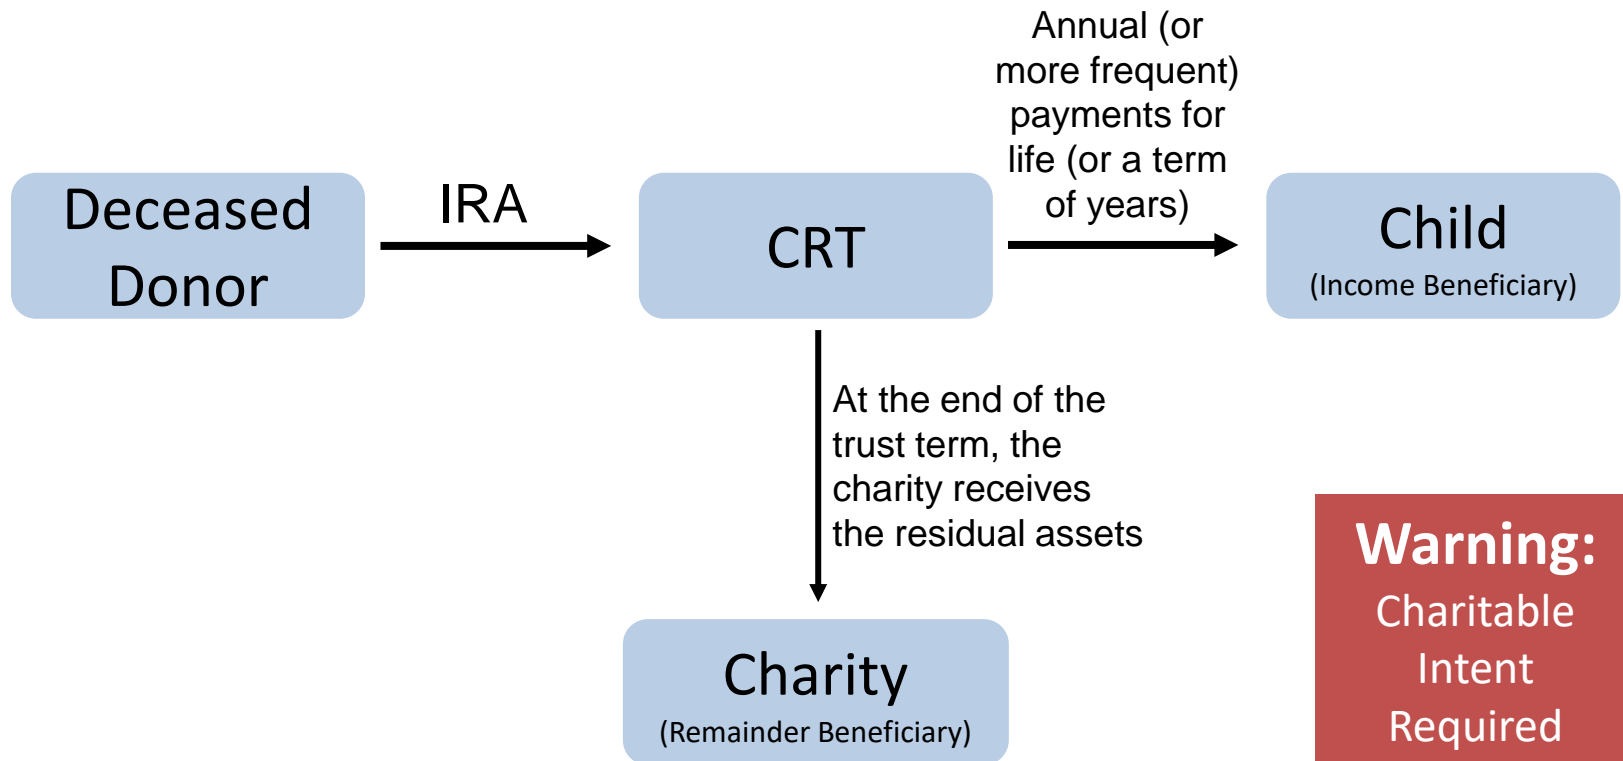 Deceased
Donor
IRA
CRT
Annual (or
more frequent)
payments for
life (or a term
of years)
Child
(Income Beneficiary)
At the end of the
trust term, the
charity receives
the residual assets
Charity
(Remainder Beneficiary)
Warning:
Charitable
Intent
Required